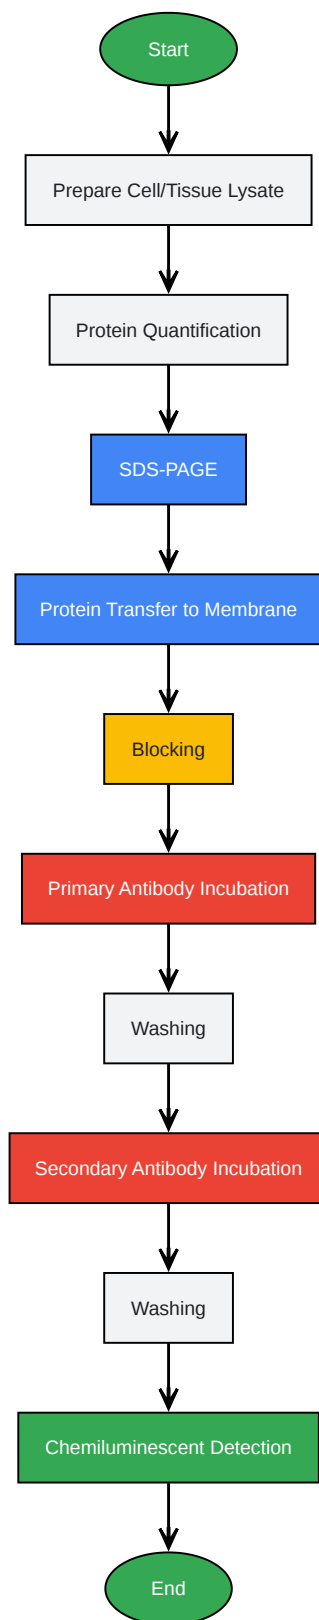 Start
Prepare Cell/Tissue Lysate
Protein Quantification
SDS-PAGE
Protein Transfer to Membrane
Blocking
Primary Antibody Incubation
Washing
Secondary Antibody Incubation
Washing
Chemiluminescent Detection
End